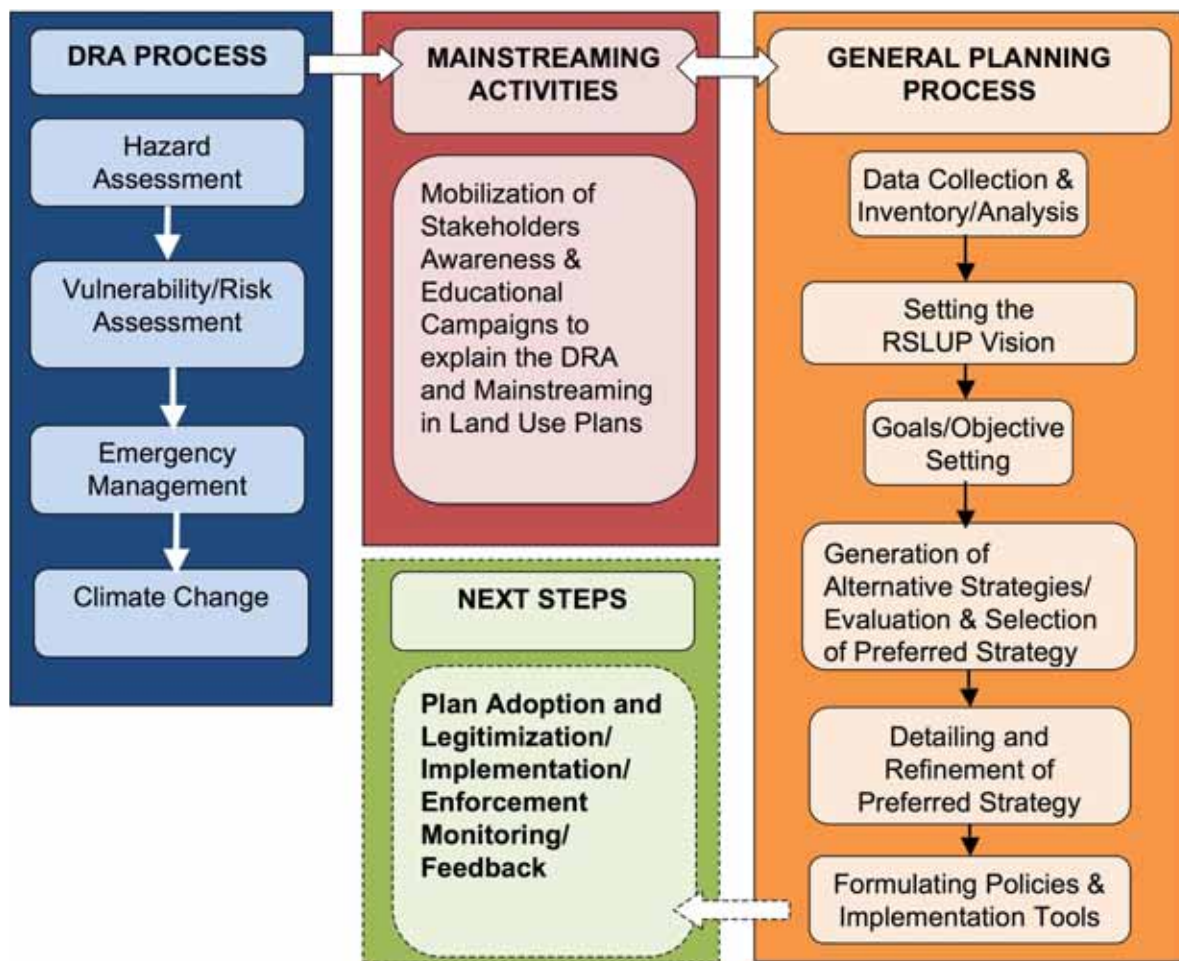 DRA PROCESS
Hazard
Assessment
Vulnerability/Risk
Assessment
Emergency
Management
Climate Change
MAINSTREAMING
ACTIVITIES
Mobilization of
Stakeholders
Awareness &
Educational
Campaigns to
explain the DRA
and Mainstreaming
in Land Use Plans
NEXT STEPS
Plan Adoption and
Legitimization/
Implementation/
Enforcement
Monitoring/
Feedback
GENERAL PLANNING
PROCESS
Data Collection &
Inventory/Analysis
Setting the
RSLUP Vision
Goals/Objective
Setting
Generation of
Alternative Strategies/
Evaluation & Selection
of Preferred Strategy
Detailing and
Refinement of
Preferred Strategy
Formulating Policies &
Implementation Tools